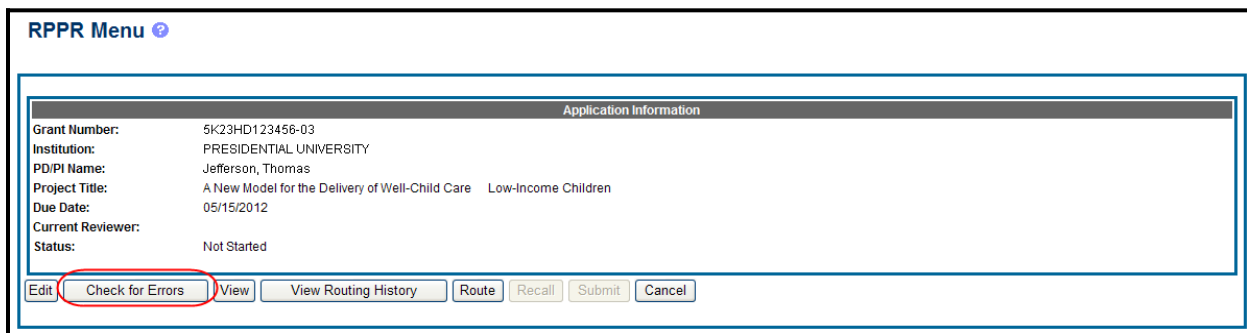 RPPR Menu ?
Application Information
Grant Number: 5K23HD123456-03
Institution: PRESIDENTIAL UNIVERSITY
PD/PI Name: Jefferson, Thomas
Project Title: A New Model for the Delivery of Well-Child Care Low-Income Children
Due Date: 05/15/2012
Current Reviewer:
Status: Not Started
Edit Check for Errors View View Routing History Route Recall Submit Cancel